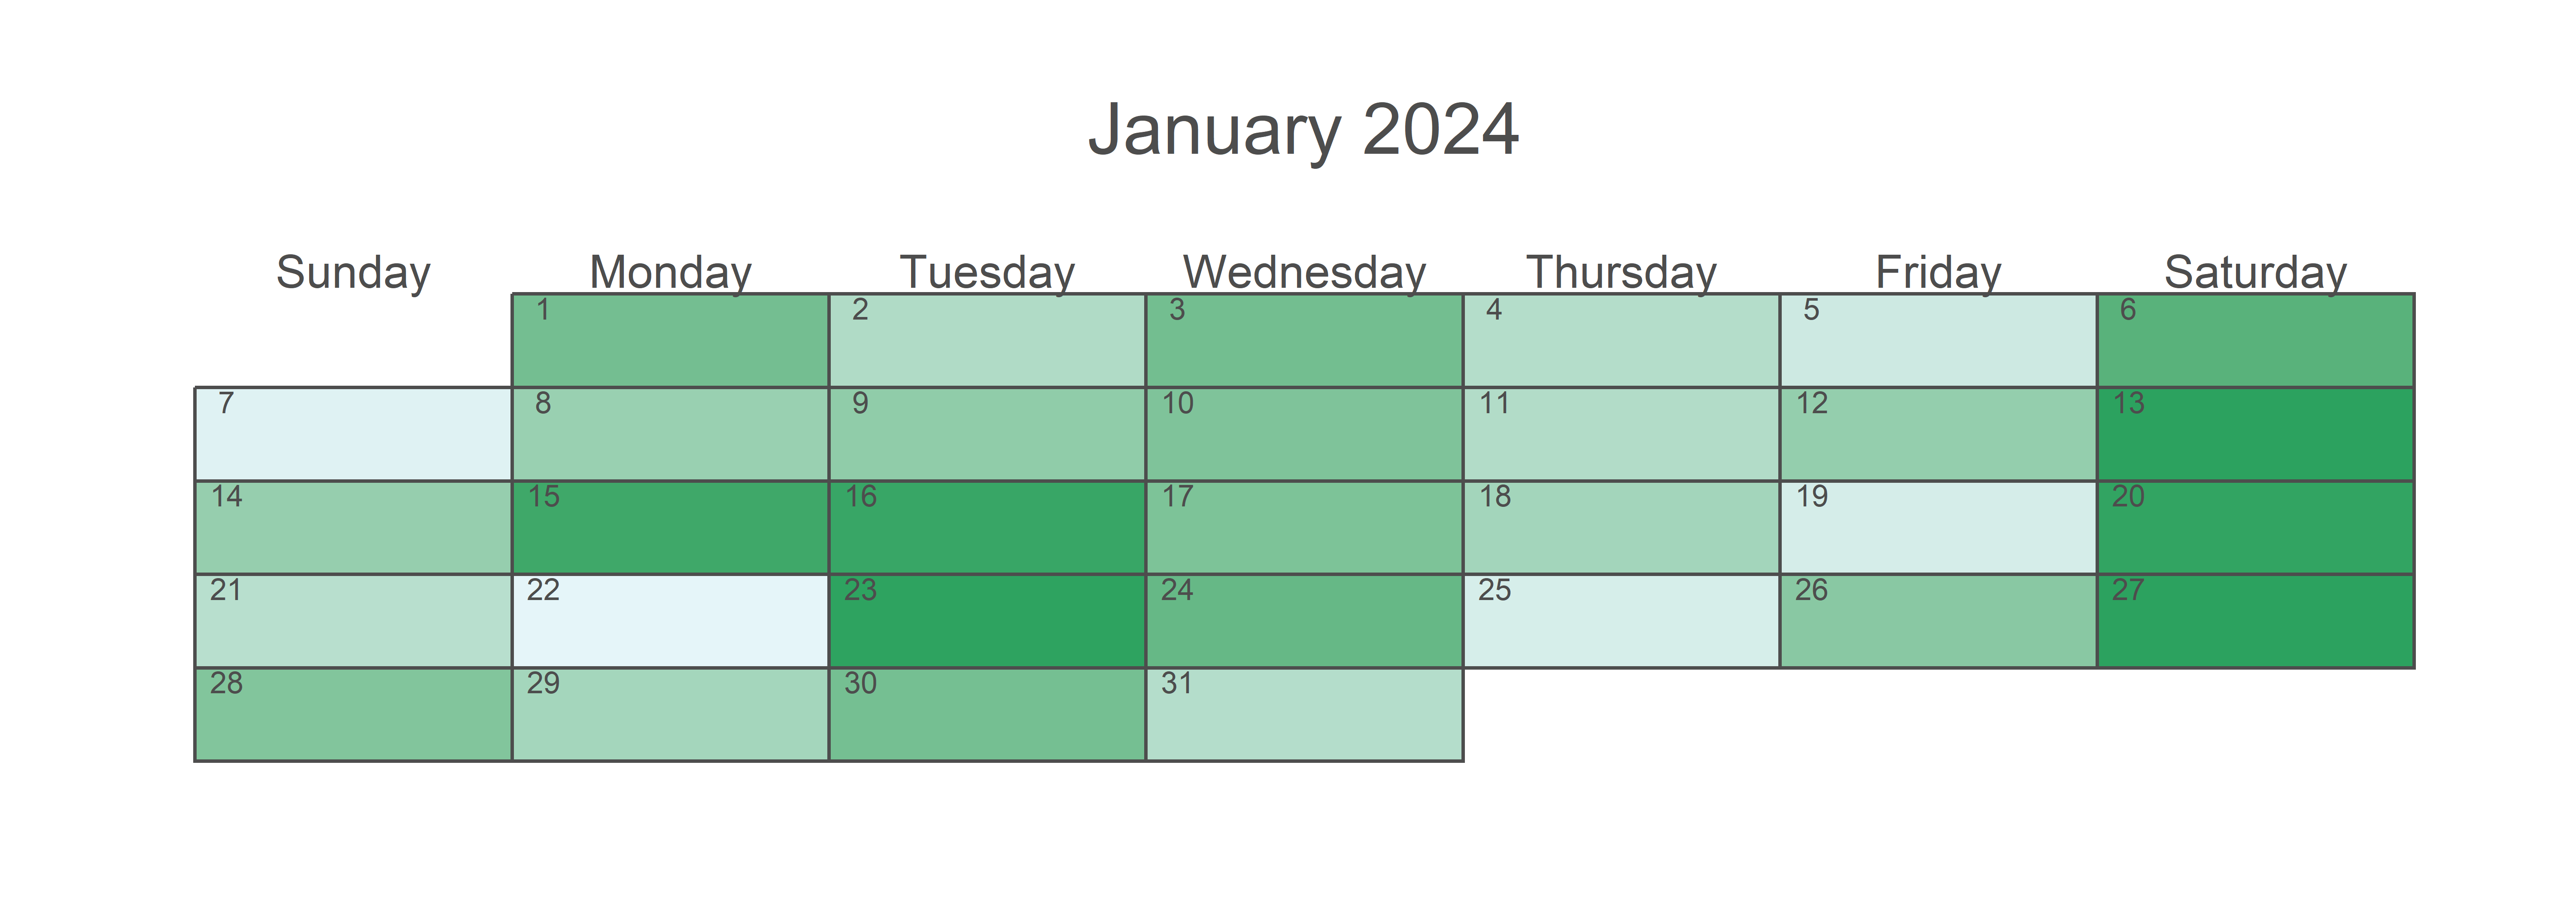 January 2024
Sunday Monday Tuesday Wednesday Thursday Friday Saturday
1 2 3 4 5 6
7 8 9 10 11 12 13
14 15 16 17 18 19 20
21 22 23 24 25 26 27
28 29 30 31